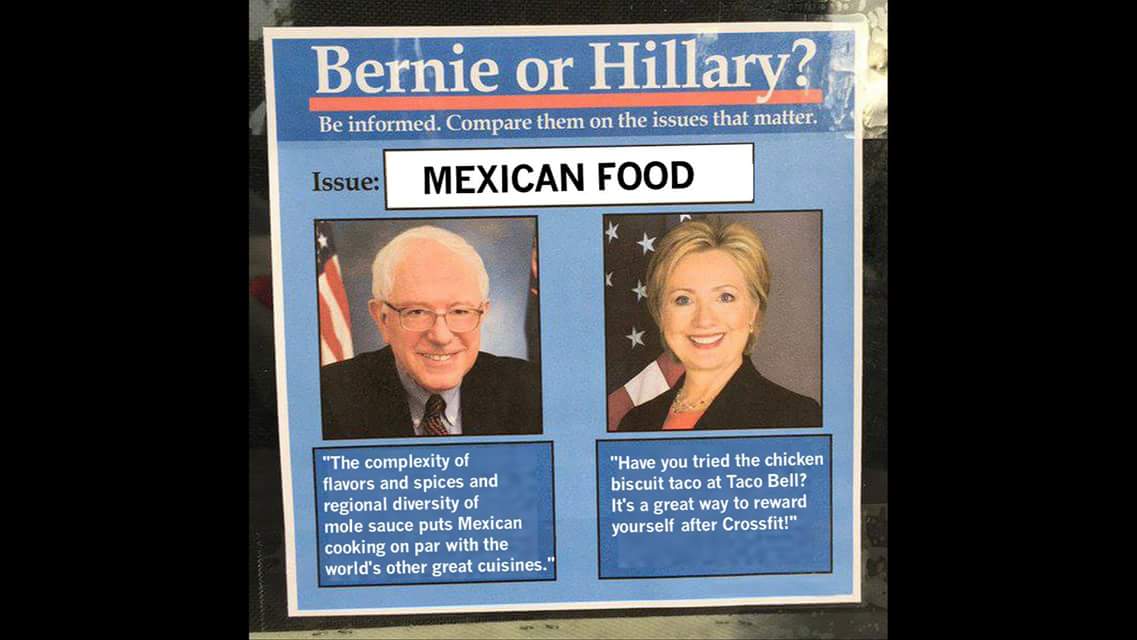 Bernie or Hillary?
Be informed. Compare them on the issues that matter.
Issue: MEXICAN FOOD
"The complexity of
flavors and spices and
regional diversity of
mole sauce puts Mexican
cooking on par with the
world's other great cuisines."
"Have you tried the chicken
biscuit taco at Taco Bell?
It's a great way to reward
yourself after Crossfit!"